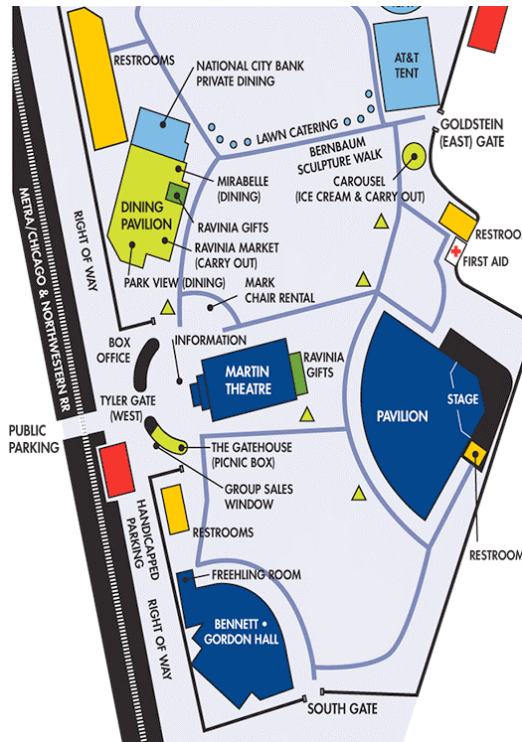 RESTROOMS
NATIONAL CITY BANK
PRIVATE DINING
AT&T
TENT
LAWN CATERING
GOLDSTEIN
(EAST) GATE
BERNBAUM
SCULPTURE WALK
CAROUSEL
(ICE CREAM & CARRY OUT)
MIRABELLE
(DINING)
DINING
PAVILION
RAVINIA GIFTS
RAVINIA MARKET
(CARRY OUT)
PARK VIEW (DINING)
RESTROO
FIRST AID
METRA/CHICAGO & NORTHWESTERN RR
RIGHT OF WAY
MARK
CHAIR RENTAL
BOX
OFFICE
INFORMATION
MARTIN
THEATRE
RAVINIA
GIFTS
STAGE
PAVILION
TYLER GATE
(WEST)
PUBLIC
PARKING
THE GATEHOUSE
(PICNIC BOX)
GROUP SALES
WINDOW
HANDICAPPED
PARKING
RESTROOMS
RESTROOM
FREEHLING ROOM
RIGHT OF WAY
BENNETT •
GORDON HALL
SOUTH GATE